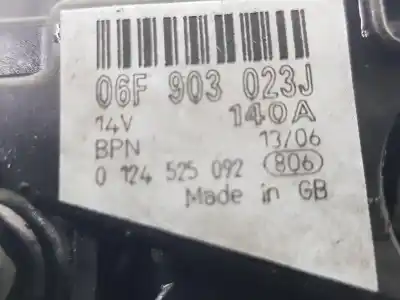 06F 903 023J
14V 140A
BPN 13/06
0 124 525 092 806
Made in GB